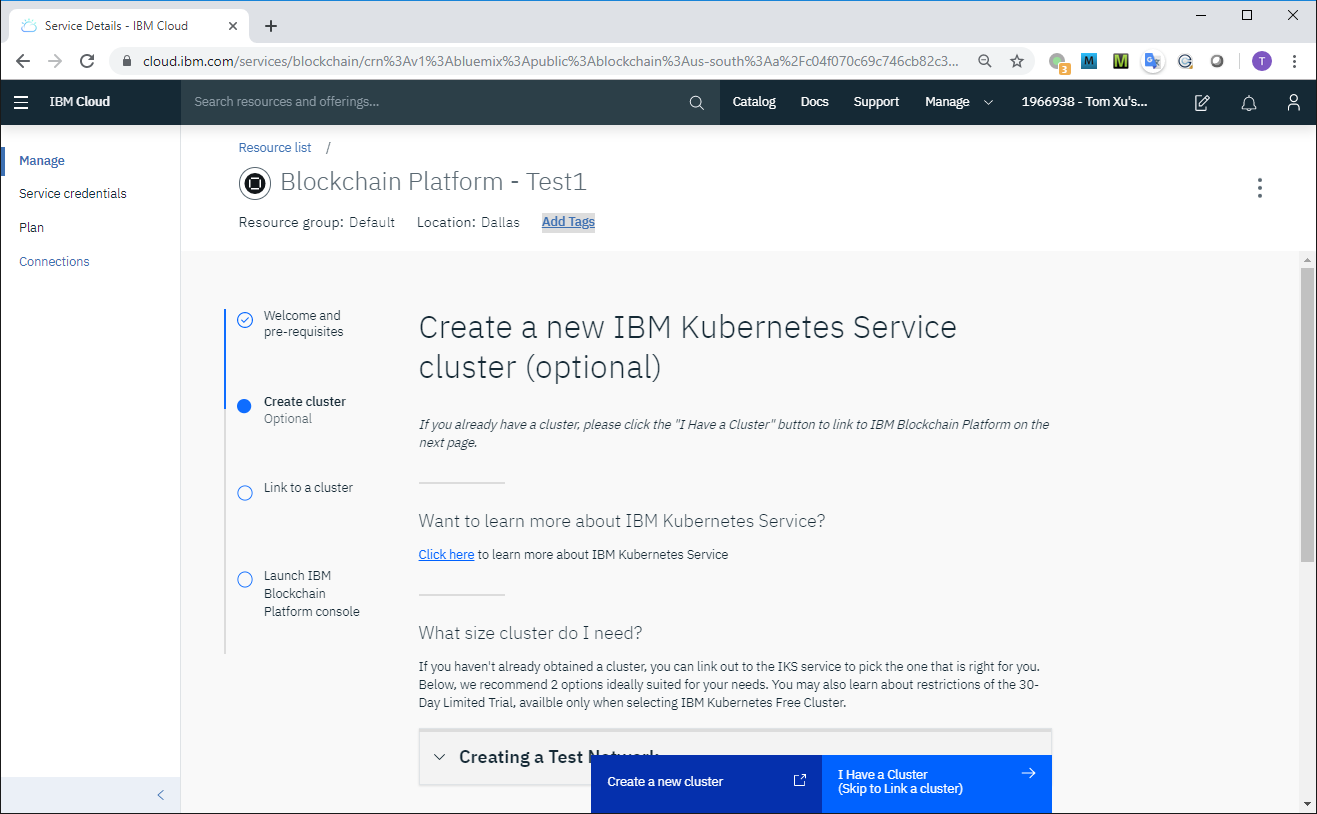 Service Details - IBM Cloud
cloud.ibm.com/services/blockchain/crn%3Av1%3Abluemix%3Apublic%3Ablockchain%3Aus-south%3Aa%2Fc04f070c69c746cb82c3...
3
M
M
T
IBM Cloud
Search resources and offerings...
Catalog
Docs
Support
Manage
1966938 - Tom Xu's...
Manage
Service credentials
Plan
Connections
Resource list /
Blockchain Platform - Test1
Resource group: Default Location: Dallas Add Tags
Welcome and
pre-requisites
Create cluster
Optional
Link to a cluster
Launch IBM
Blockchain
Platform console
Create a new IBM Kubernetes Service
cluster (optional)
If you already have a cluster, please click the "I Have a Cluster" button to link to IBM Blockchain Platform on the
next page.
Want to learn more about IBM Kubernetes Service?
Click here to learn more about IBM Kubernetes Service
What size cluster do I need?
If you haven't already obtained a cluster, you can link out to the IKS service to pick the one that is right for you.
Below, we recommend 2 options ideally suited for your needs. You may also learn about restrictions of the 30-
Day Limited Trial, availble only when selecting IBM Kubernetes Free Cluster.
Creating a Test Network
Create a new cluster
I Have a Cluster
(Skip to Link a cluster)